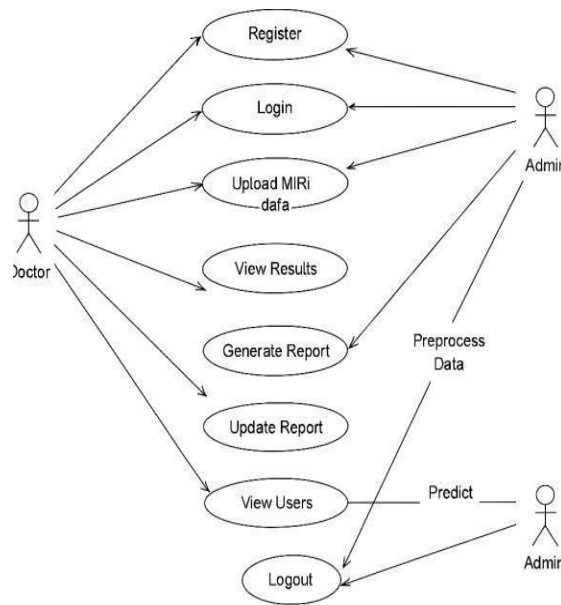 Register
Login
Upload MIRi
dafa
View Results
Generate Report
Update Report
View Users
Logout
Doctor
Admin
Preprocess
Data
Predict
Admin